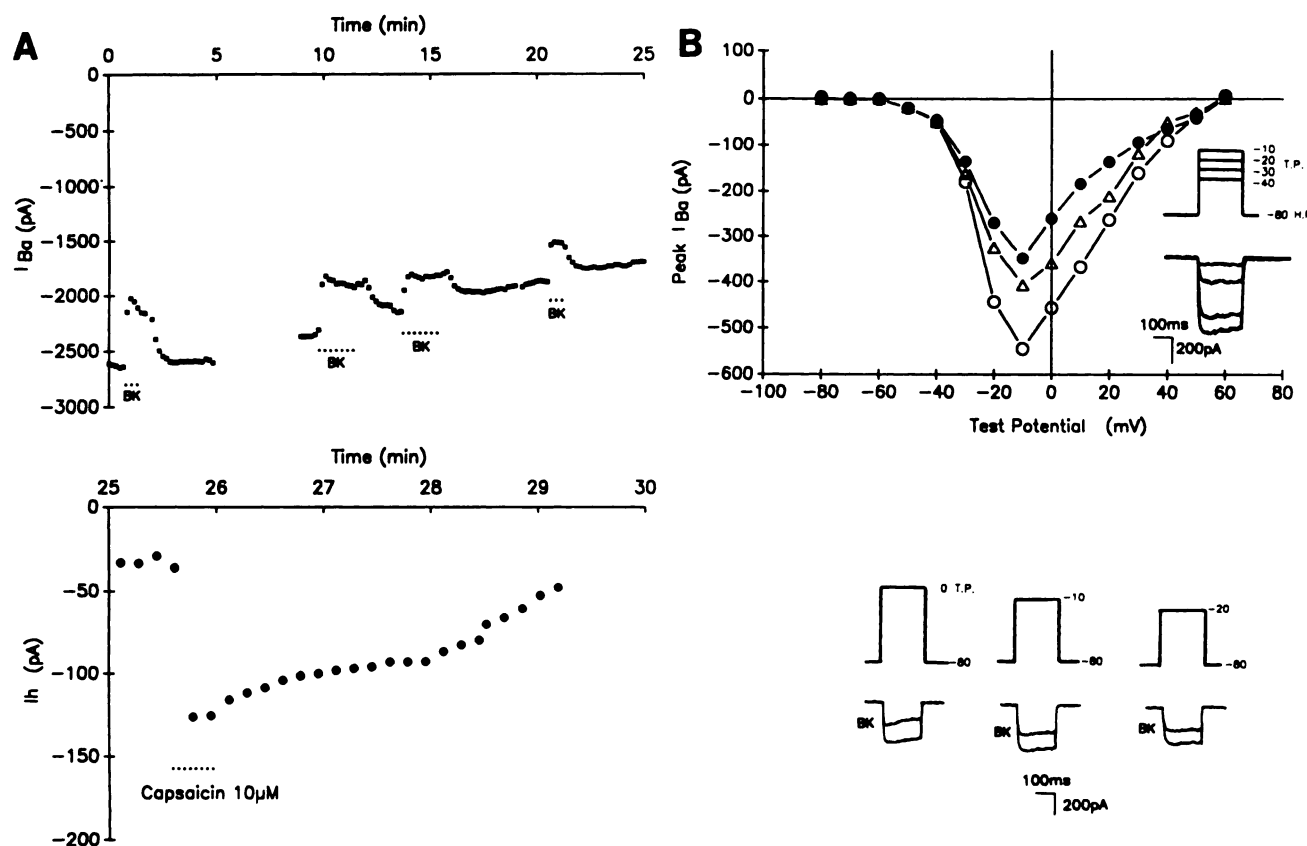 A
Time (min)
0 5 10 15 20 25
0
−500
−1000
−1500
−2000
−2500
−3000
I Ba (pA)
BK
BK
BK
BK
Time (min)
25 26 27 28 29 30
0
−50
−100
−150
−200
Ih (pA)
Capsaicin 10μM
B
100
0
−100
−200
−300
−400
−500
−600
Peak I Ba (pA)
−100 −80 −60 −40 −20 0 20 40 60 80
Test Potential (mV)
−10
−20 T.P.
−30
−40
−80 H.P.
100ms
200pA
0 T.P.
−80
−10
−80
−20
−80
BK
BK
BK
100ms
200pA